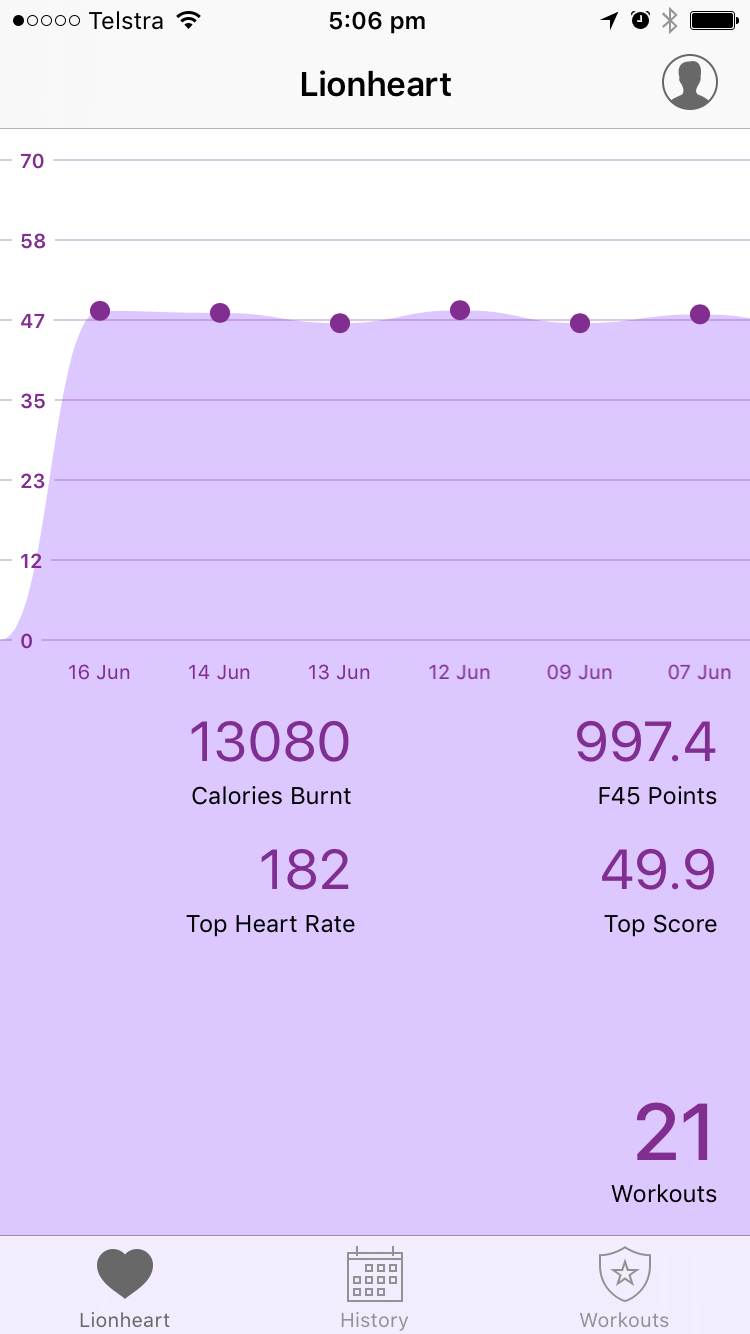 Telstra 5:06 pm
Lionheart
70
58
47
35
23
12
0
16 Jun 14 Jun 13 Jun 12 Jun 09 Jun 07 Jun
13080 997.4
Calories Burnt F45 Points
182 49.9
Top Heart Rate Top Score
21
Workouts
Lionheart History Workouts